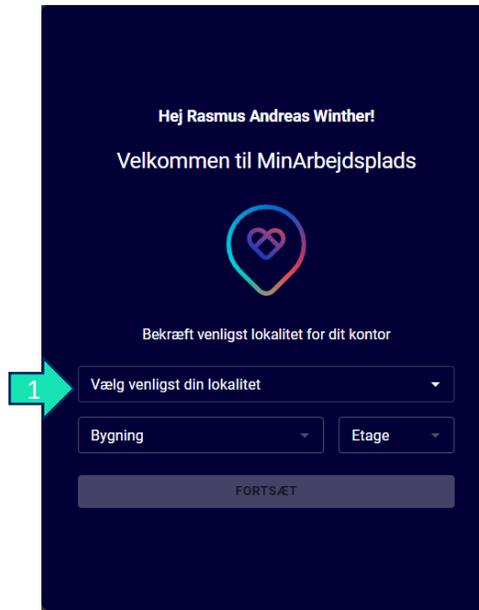 Hej Rasmus Andreas Winther!
Velkommen til MinArbejdsplads
Bekræft venligst lokalitet for dit kontor
1
Vælg venligst din lokalitet
Bygning
Etage
FORTSÆT